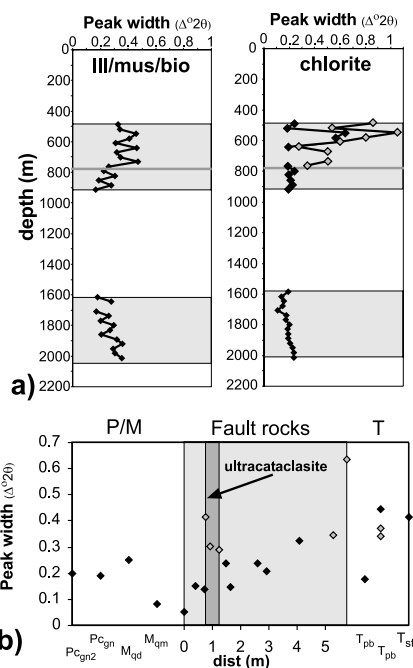 Peak width (Δ°2θ)
0 0.2 0.4 0.6 0.8 1
Ill/mus/bio
0
200
400
600
800
1000
1200
1400
1600
1800
2000
2200
depth (m)
Peak width (Δ°2θ)
0 0.2 0.4 0.6 0.8 1
chlorite
0
200
400
600
800
1000
1200
1400
1600
1800
2000
2200
a)
P/M Fault rocks T
0.7
0.6
0.5
0.4
0.3
0.2
0.1
0
Peak width (Δ°2θ)
ultracataclasite
Pcgn2 Pcgn Mqd Mqm 0 1 2 3 4 5 Tpb Tpb
dist (m)
b)